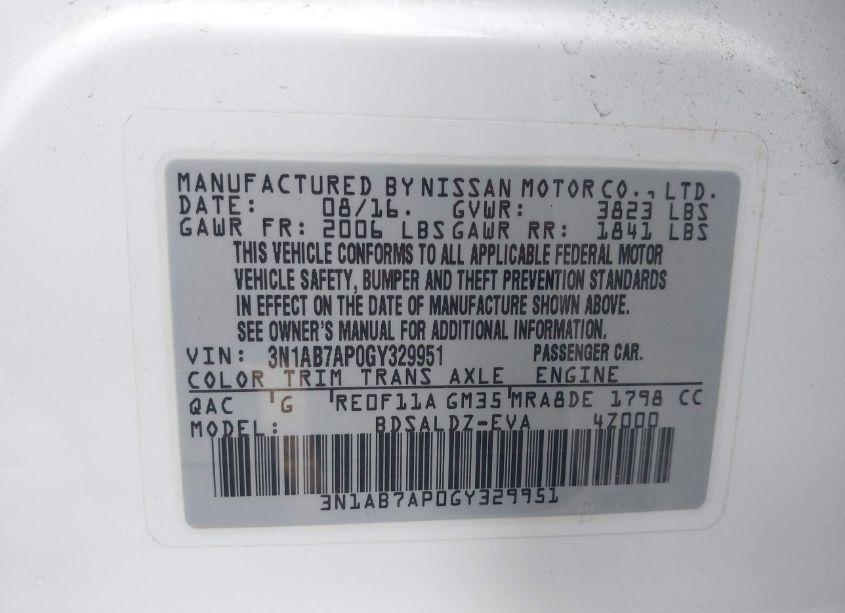 MANUFACTURED BY NISSAN MOTOR CO., LTD.
DATE: 08/16. GVWR: 3823 LBS
GAWR FR: 2006 LBS GAWR RR: 1841 LBS
THIS VEHICLE CONFORMS TO ALL APPLICABLE FEDERAL MOTOR
VEHICLE SAFETY, BUMPER AND THEFT PREVENTION STANDARDS
IN EFFECT ON THE DATE OF MANUFACTURE SHOWN ABOVE.
SEE OWNER'S MANUAL FOR ADDITIONAL INFORMATION.
VIN: 3N1AB7AP0GY329951 PASSENGER CAR.
COLOR TRIM TRANS AXLE ENGINE
QAC G RE0F11A GM35 MRA8DE 1798 CC
MODEL: BDSALDZ-EVA 4Z000
3N1AB7AP0GY329951